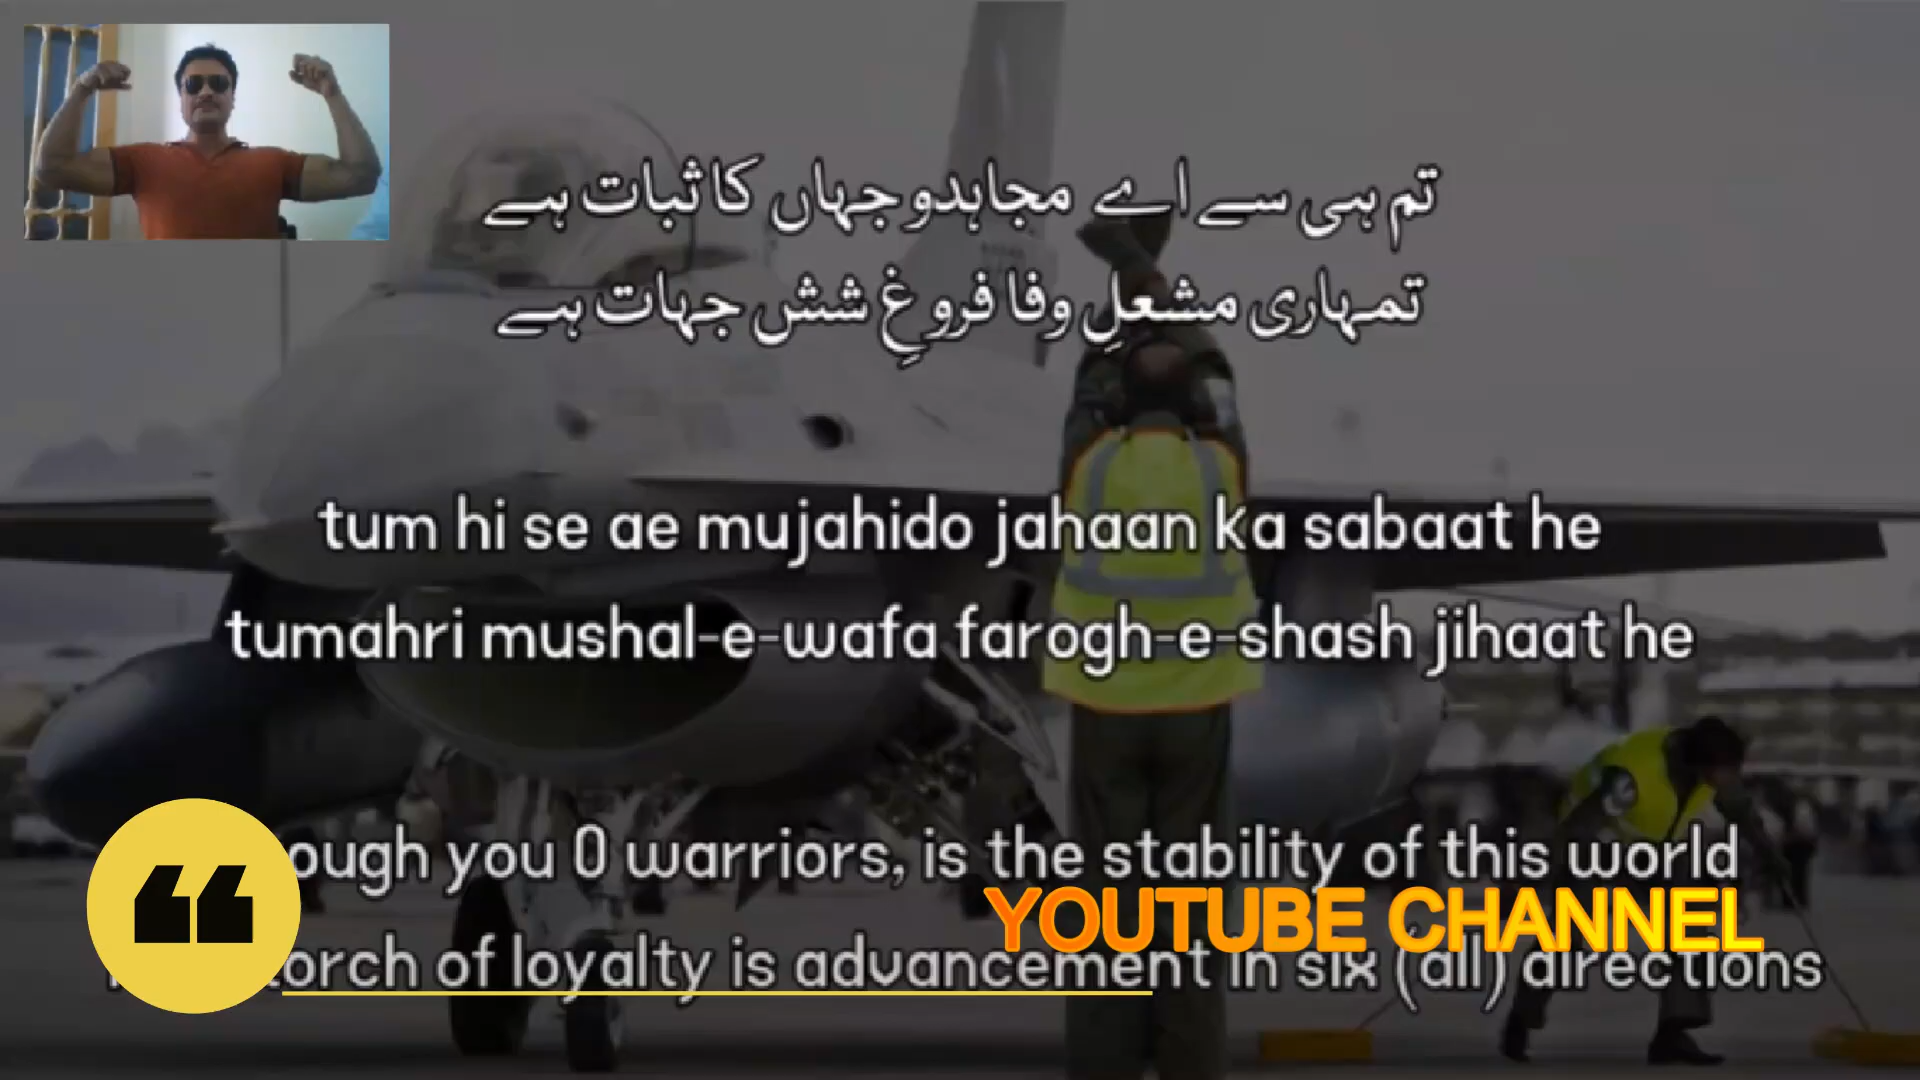 تم ہی سے اے مجاہدو جہاں کا ثبات ہے
تمہاری مشعلِ وفا فروغِ شش جہات ہے
tum hi se ae mujahido jahaan ka sabaat he
tumahri mushal-e-wafa farogh-e-shash jihaat he
you O warriors, is the stability of this world
YOUTUBE CHANNEL
of loyalty is advancement in six (all) directions